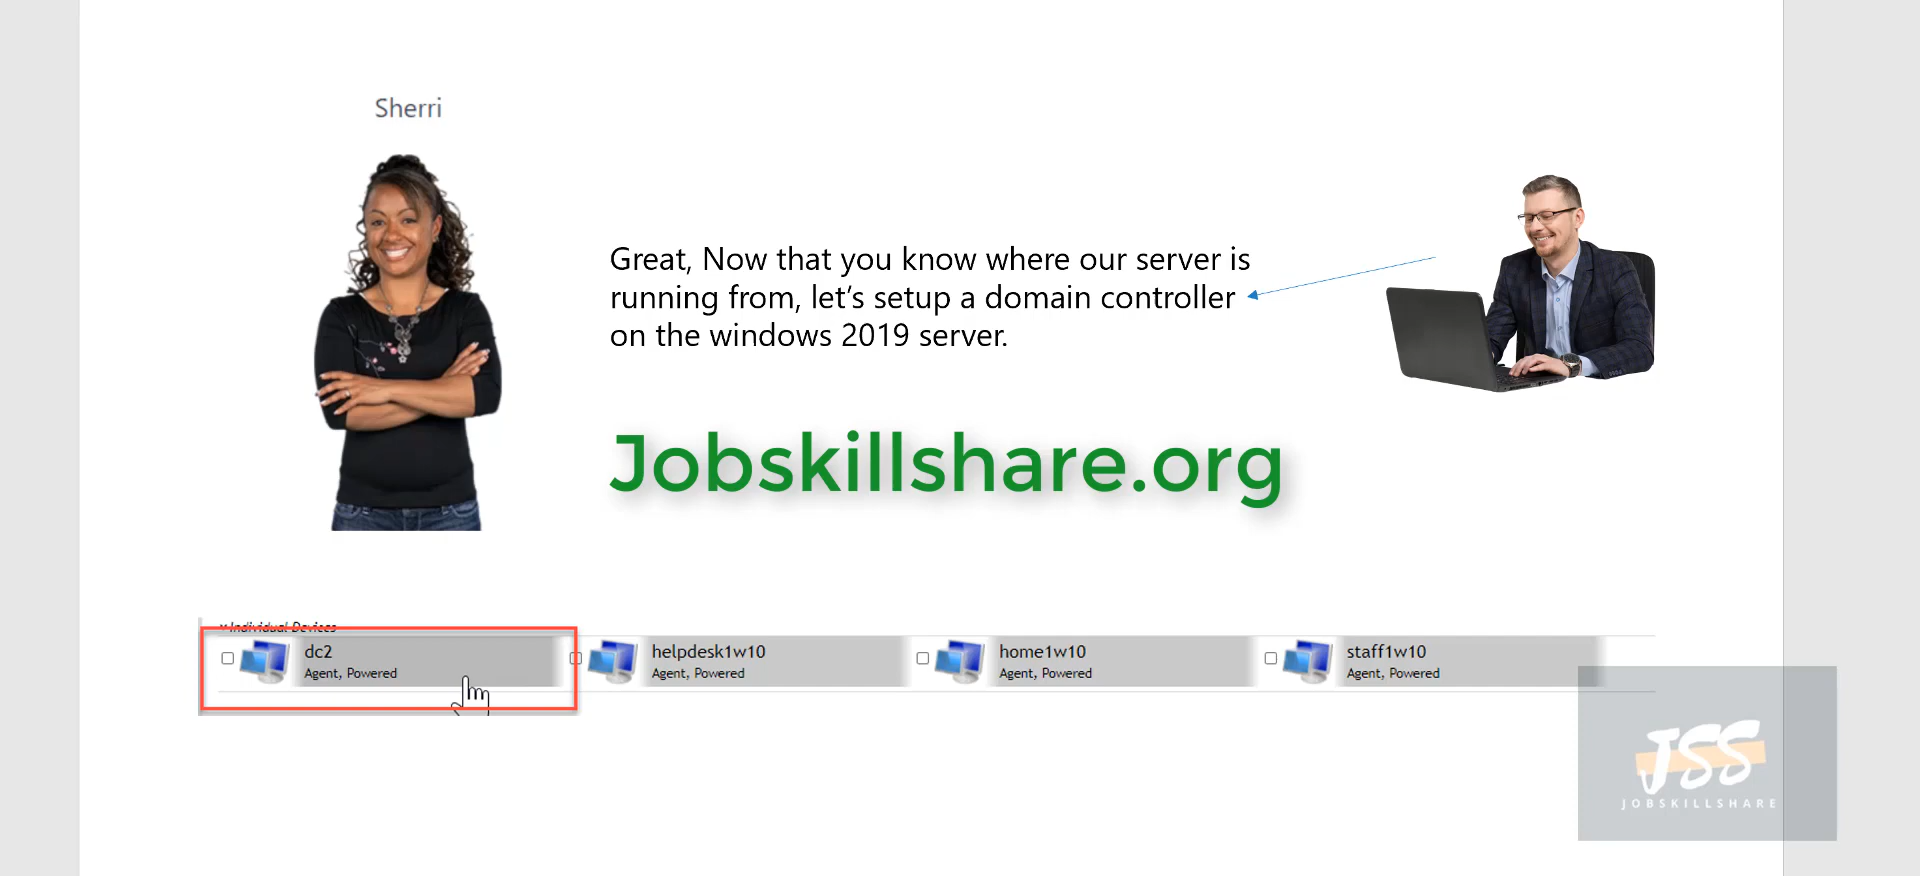 Sherri
Great, Now that you know where our server is
running from, let's setup a domain controller
on the windows 2019 server.
Jobskillshare.org
Individual Devices
dc2
Agent, Powered
helpdesk1w10
Agent, Powered
home1w10
Agent, Powered
staff1w10
Agent, Powered
JSS
JOBSKILLSHARE